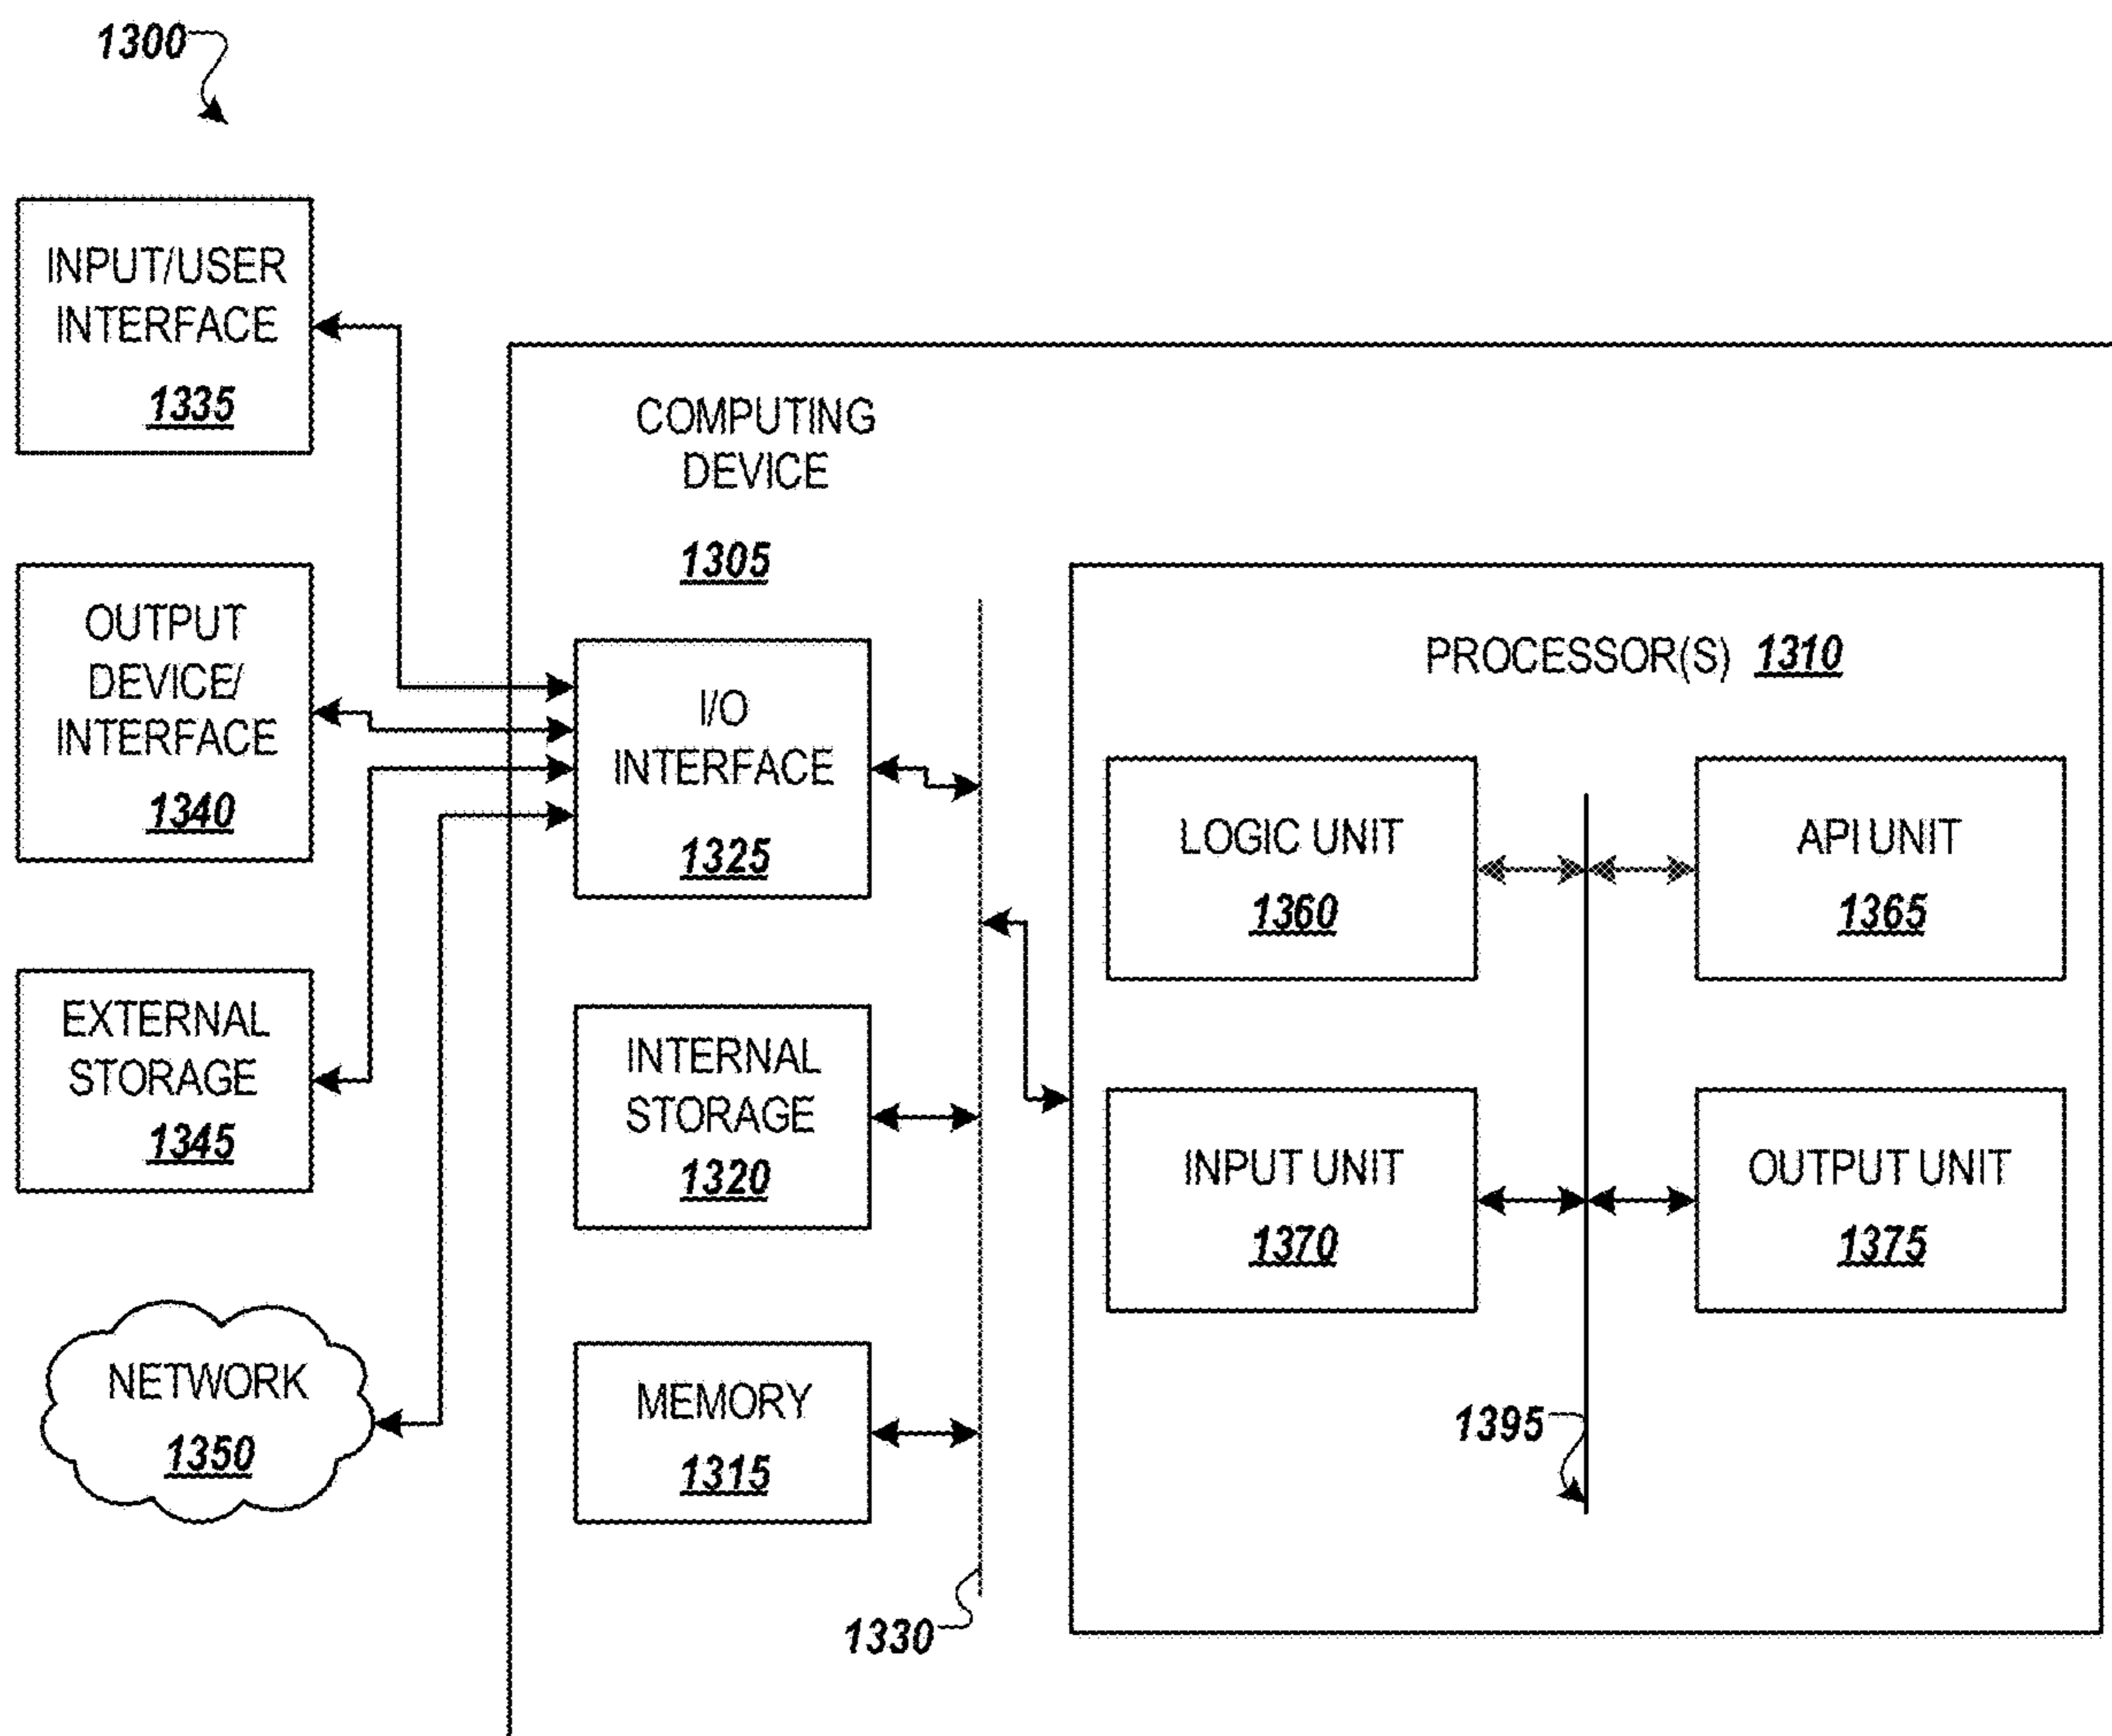 1300
INPUT/USER
INTERFACE
1335
OUTPUT
DEVICE/
INTERFACE
1340
EXTERNAL
STORAGE
1345
NETWORK
1350
COMPUTING
DEVICE
1305
I/O
INTERFACE
1325
INTERNAL
STORAGE
1320
MEMORY
1315
1330
PROCESSOR(S) 1310
LOGIC UNIT
1360
API UNIT
1365
INPUT UNIT
1370
OUTPUT UNIT
1375
1395